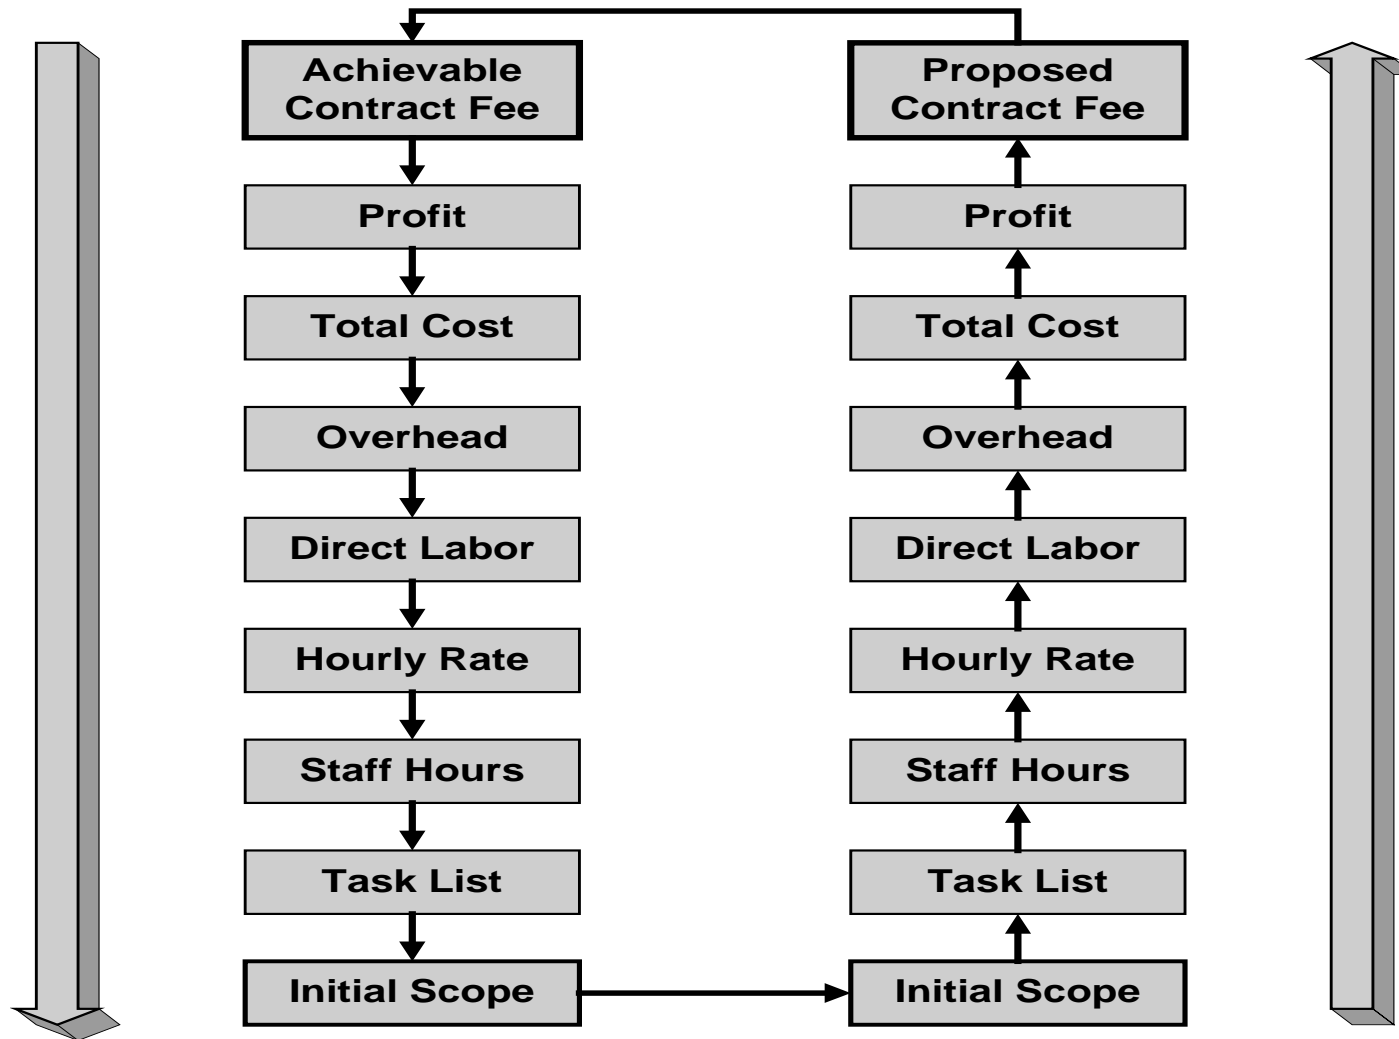 Achievable
Contract Fee
Profit
Total Cost
Overhead
Direct Labor
Hourly Rate
Staff Hours
Task List
Initial Scope
Proposed
Contract Fee
Profit
Total Cost
Overhead
Direct Labor
Hourly Rate
Staff Hours
Task List
Initial Scope